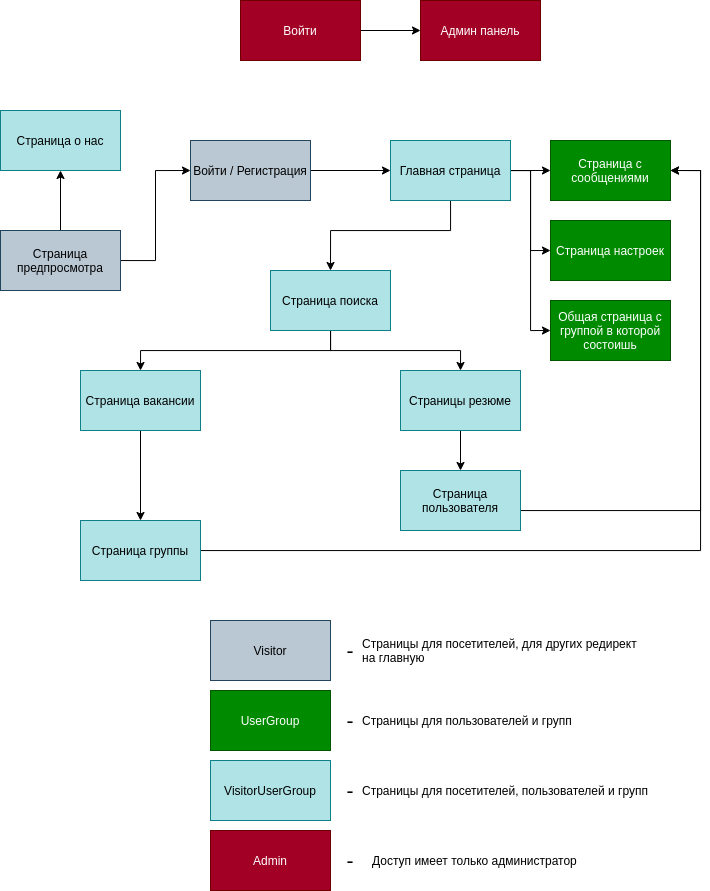 Войти
Админ панель
Страница о нас
Войти / Регистрация
Главная страница
Страница с
сообщениями
Страница
предпросмотра
Страница настроек
Страница поиска
Общая страница с
группой в которой
состоишь
Страница вакансии
Страницы резюме
Страница
пользователя
Страница группы
Visitor
- Страницы для посетителей, для других редирект
на главную
UserGroup
- Страницы для пользователей и групп
VisitorUserGroup
- Страницы для посетителей, пользователей и групп
Admin
- Доступ имеет только администратор